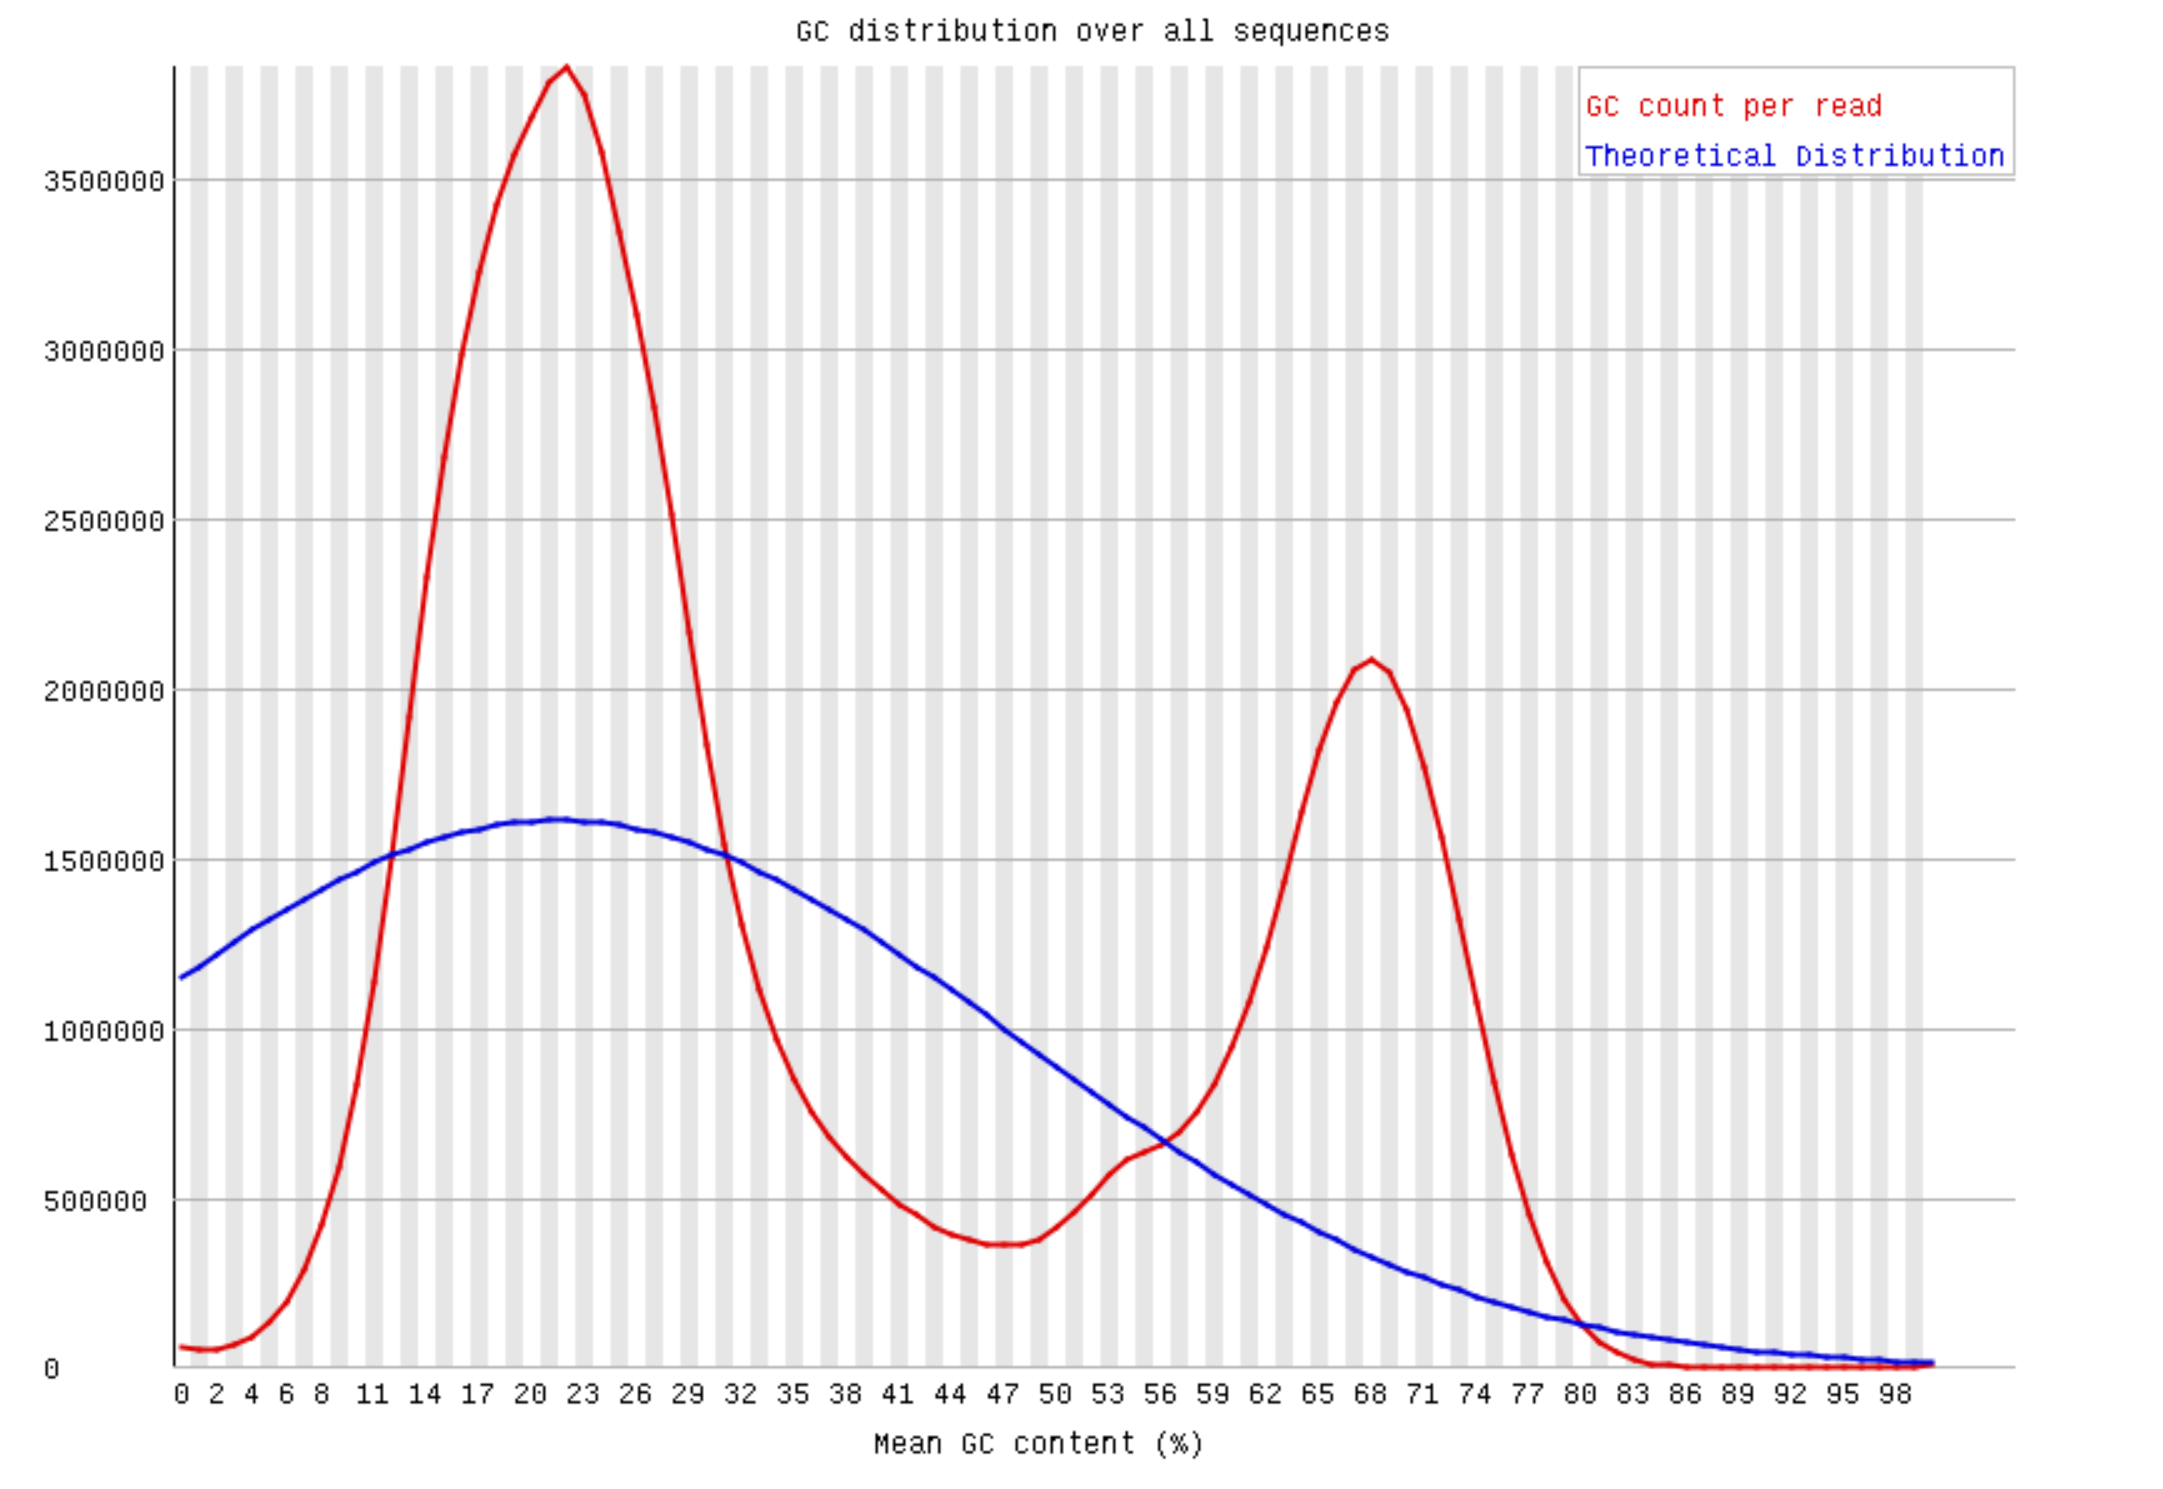 GC distribution over all sequences
GC count per read
Theoretical Distribution
3500000
3000000
2500000
2000000
1500000
1000000
500000
0
0 2 4 6 8 11 14 17 20 23 26 29 32 35 38 41 44 47 50 53 56 59 62 65 68 71 74 77 80 83 86 89 92 95 98
Mean GC content (%)